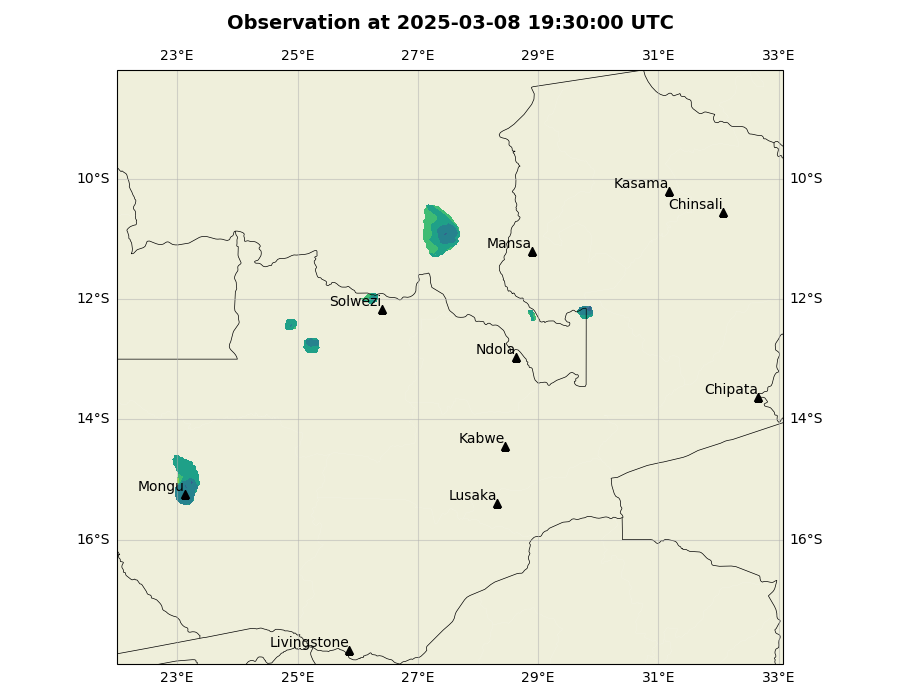 Observation at 2025-03-08 19:30:00 UTC
23°E 25°E 27°E 29°E 31°E 33°E
10°S 10°S
Kasama
Chinsali
Mansa
12°S 12°S
Solwezi
Ndola
Chipata
14°S 14°S
Kabwe
Mongu
Lusaka
16°S 16°S
Livingstone
23°E 25°E 27°E 29°E 31°E 33°E